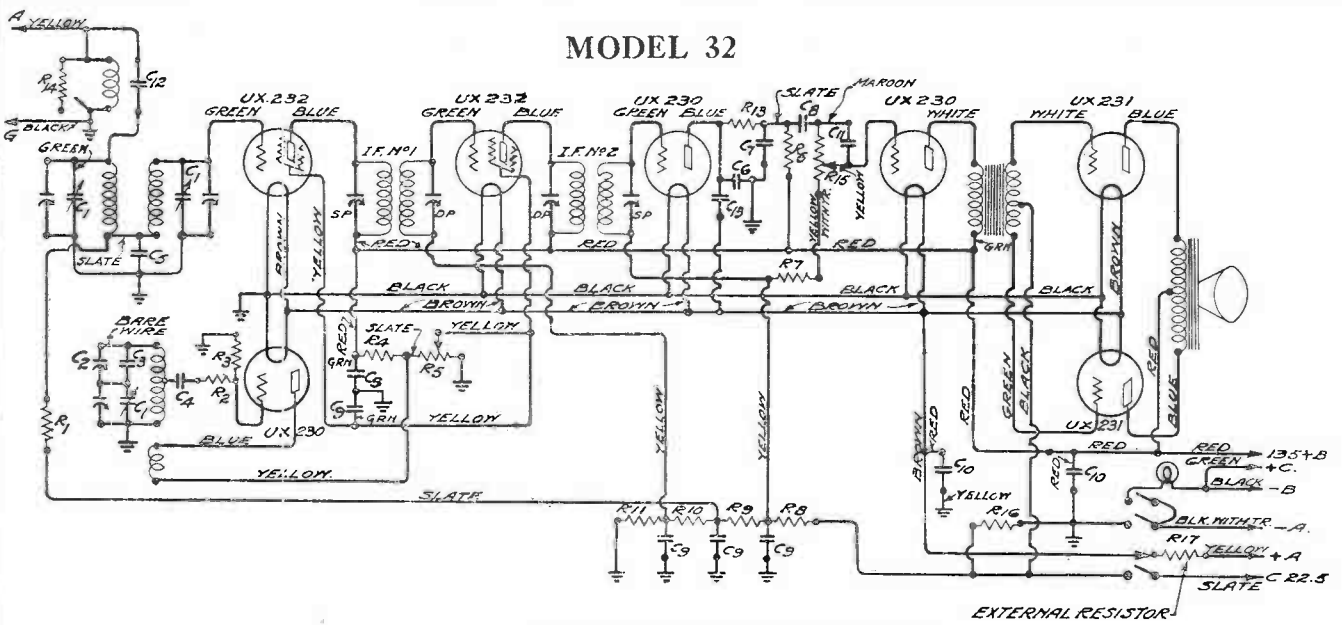 MODEL 32
A YELLOW
R14
C12
G BLACK
GREEN
C1
C1
SLATE
C5
UX 232
GREEN BLUE
BROWN
YELLOW
I.F. Nº1
SP
DP
RED
UX 232
GREEN BLUE
I.F. Nº2
DP
SP
RED
UX 230
GREEN BLUE
R13
SLATE
C8
MAROON
C7
C6
C13
R6
C11
R15
YELLOW
YELLOW WITH TR.
R7
UX 230
WHITE
RED
GRN
UX 231
WHITE BLUE
BROWN
BLACK
BLACK
BLACK
BLACK
BROWN
BROWN
BROWN
BARE WIRE
C2
C3
C1
C4
R3
R2
UX 230
BLUE
YELLOW
RED
SLATE
R4
R5
YELLOW
GRN
C9
GRN
YELLOW
R1
SLATE
YELLOW
YELLOW
R11
R10
R9
R8
C9
C9
C9
BROWN
RED
C10
YELLOW
RED
GREEN
BLACK
UX 231
RED
BLUE
RED
RED
C10
RED 135+B
GREEN +C.
BLACK -B
R16
BLK. WITH TR. -A.
R17
YELLOW +A
SLATE C 22.5
EXTERNAL RESISTOR